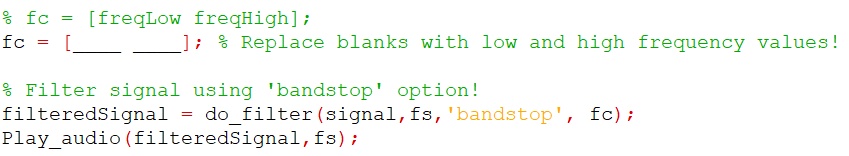 % fc = [freqLow freqHigh];
fc = [____ ____]; % Replace blanks with low and high frequency values!
% Filter signal using 'bandstop' option!
filteredSignal = do_filter(signal,fs,'bandstop', fc);
Play_audio(filteredSignal,fs);